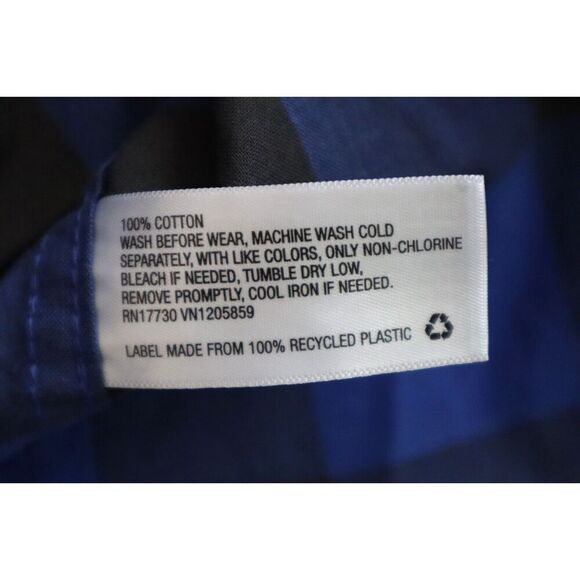 100% COTTON
WASH BEFORE WEAR, MACHINE WASH COLD
SEPARATELY, WITH LIKE COLORS, ONLY NON-CHLORINE
BLEACH IF NEEDED, TUMBLE DRY LOW,
REMOVE PROMPTLY, COOL IRON IF NEEDED.
RN17730 VN1205859
LABEL MADE FROM 100% RECYCLED PLASTIC